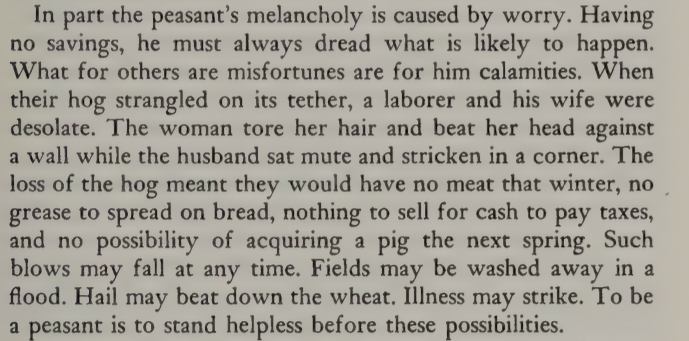 In part the peasant's melancholy is caused by worry. Having
no savings, he must always dread what is likely to happen.
What for others are misfortunes are for him calamities. When
their hog strangled on its tether, a laborer and his wife were
desolate. The woman tore her hair and beat her head against
a wall while the husband sat mute and stricken in a corner. The
loss of the hog meant they would have no meat that winter, no
grease to spread on bread, nothing to sell for cash to pay taxes,
and no possibility of acquiring a pig the next spring. Such
blows may fall at any time. Fields may be washed away in a
flood. Hail may beat down the wheat. Illness may strike. To be
a peasant is to stand helpless before these possibilities.